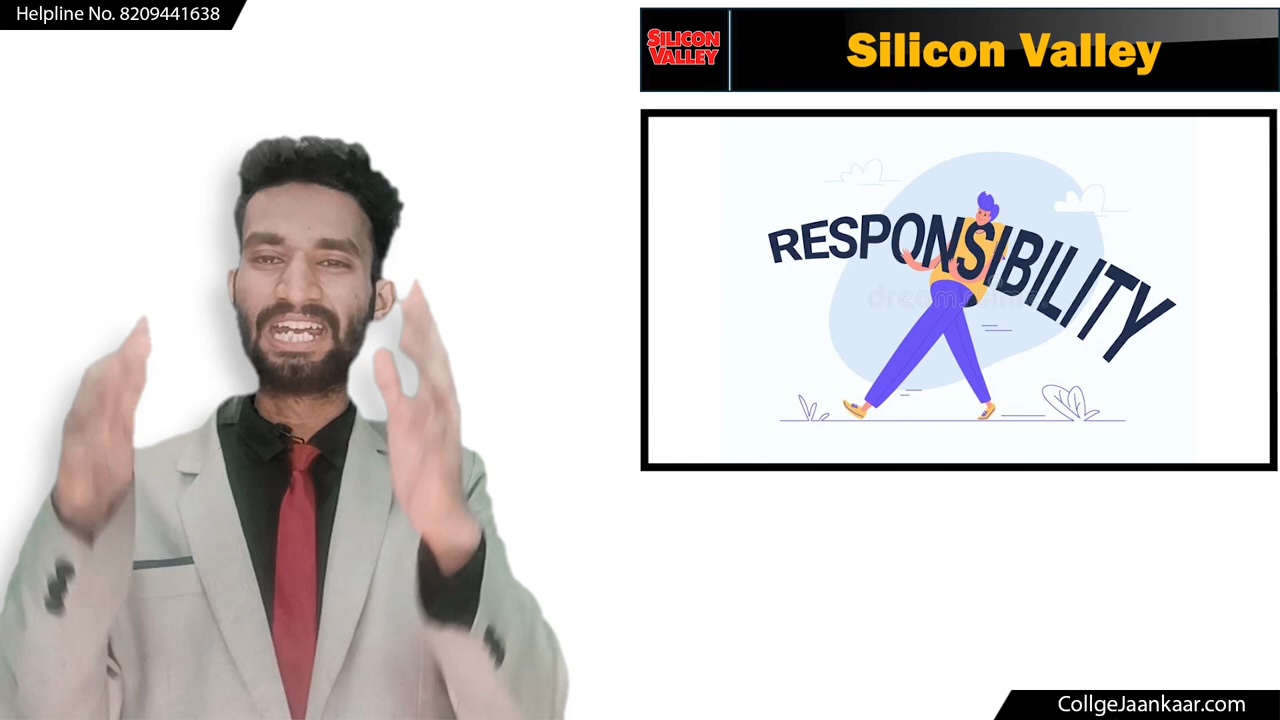 Helpline No. 8209441638
SILICON
VALLEY
Silicon Valley
RESPONSIBILITY
CollgeJaankaar.com